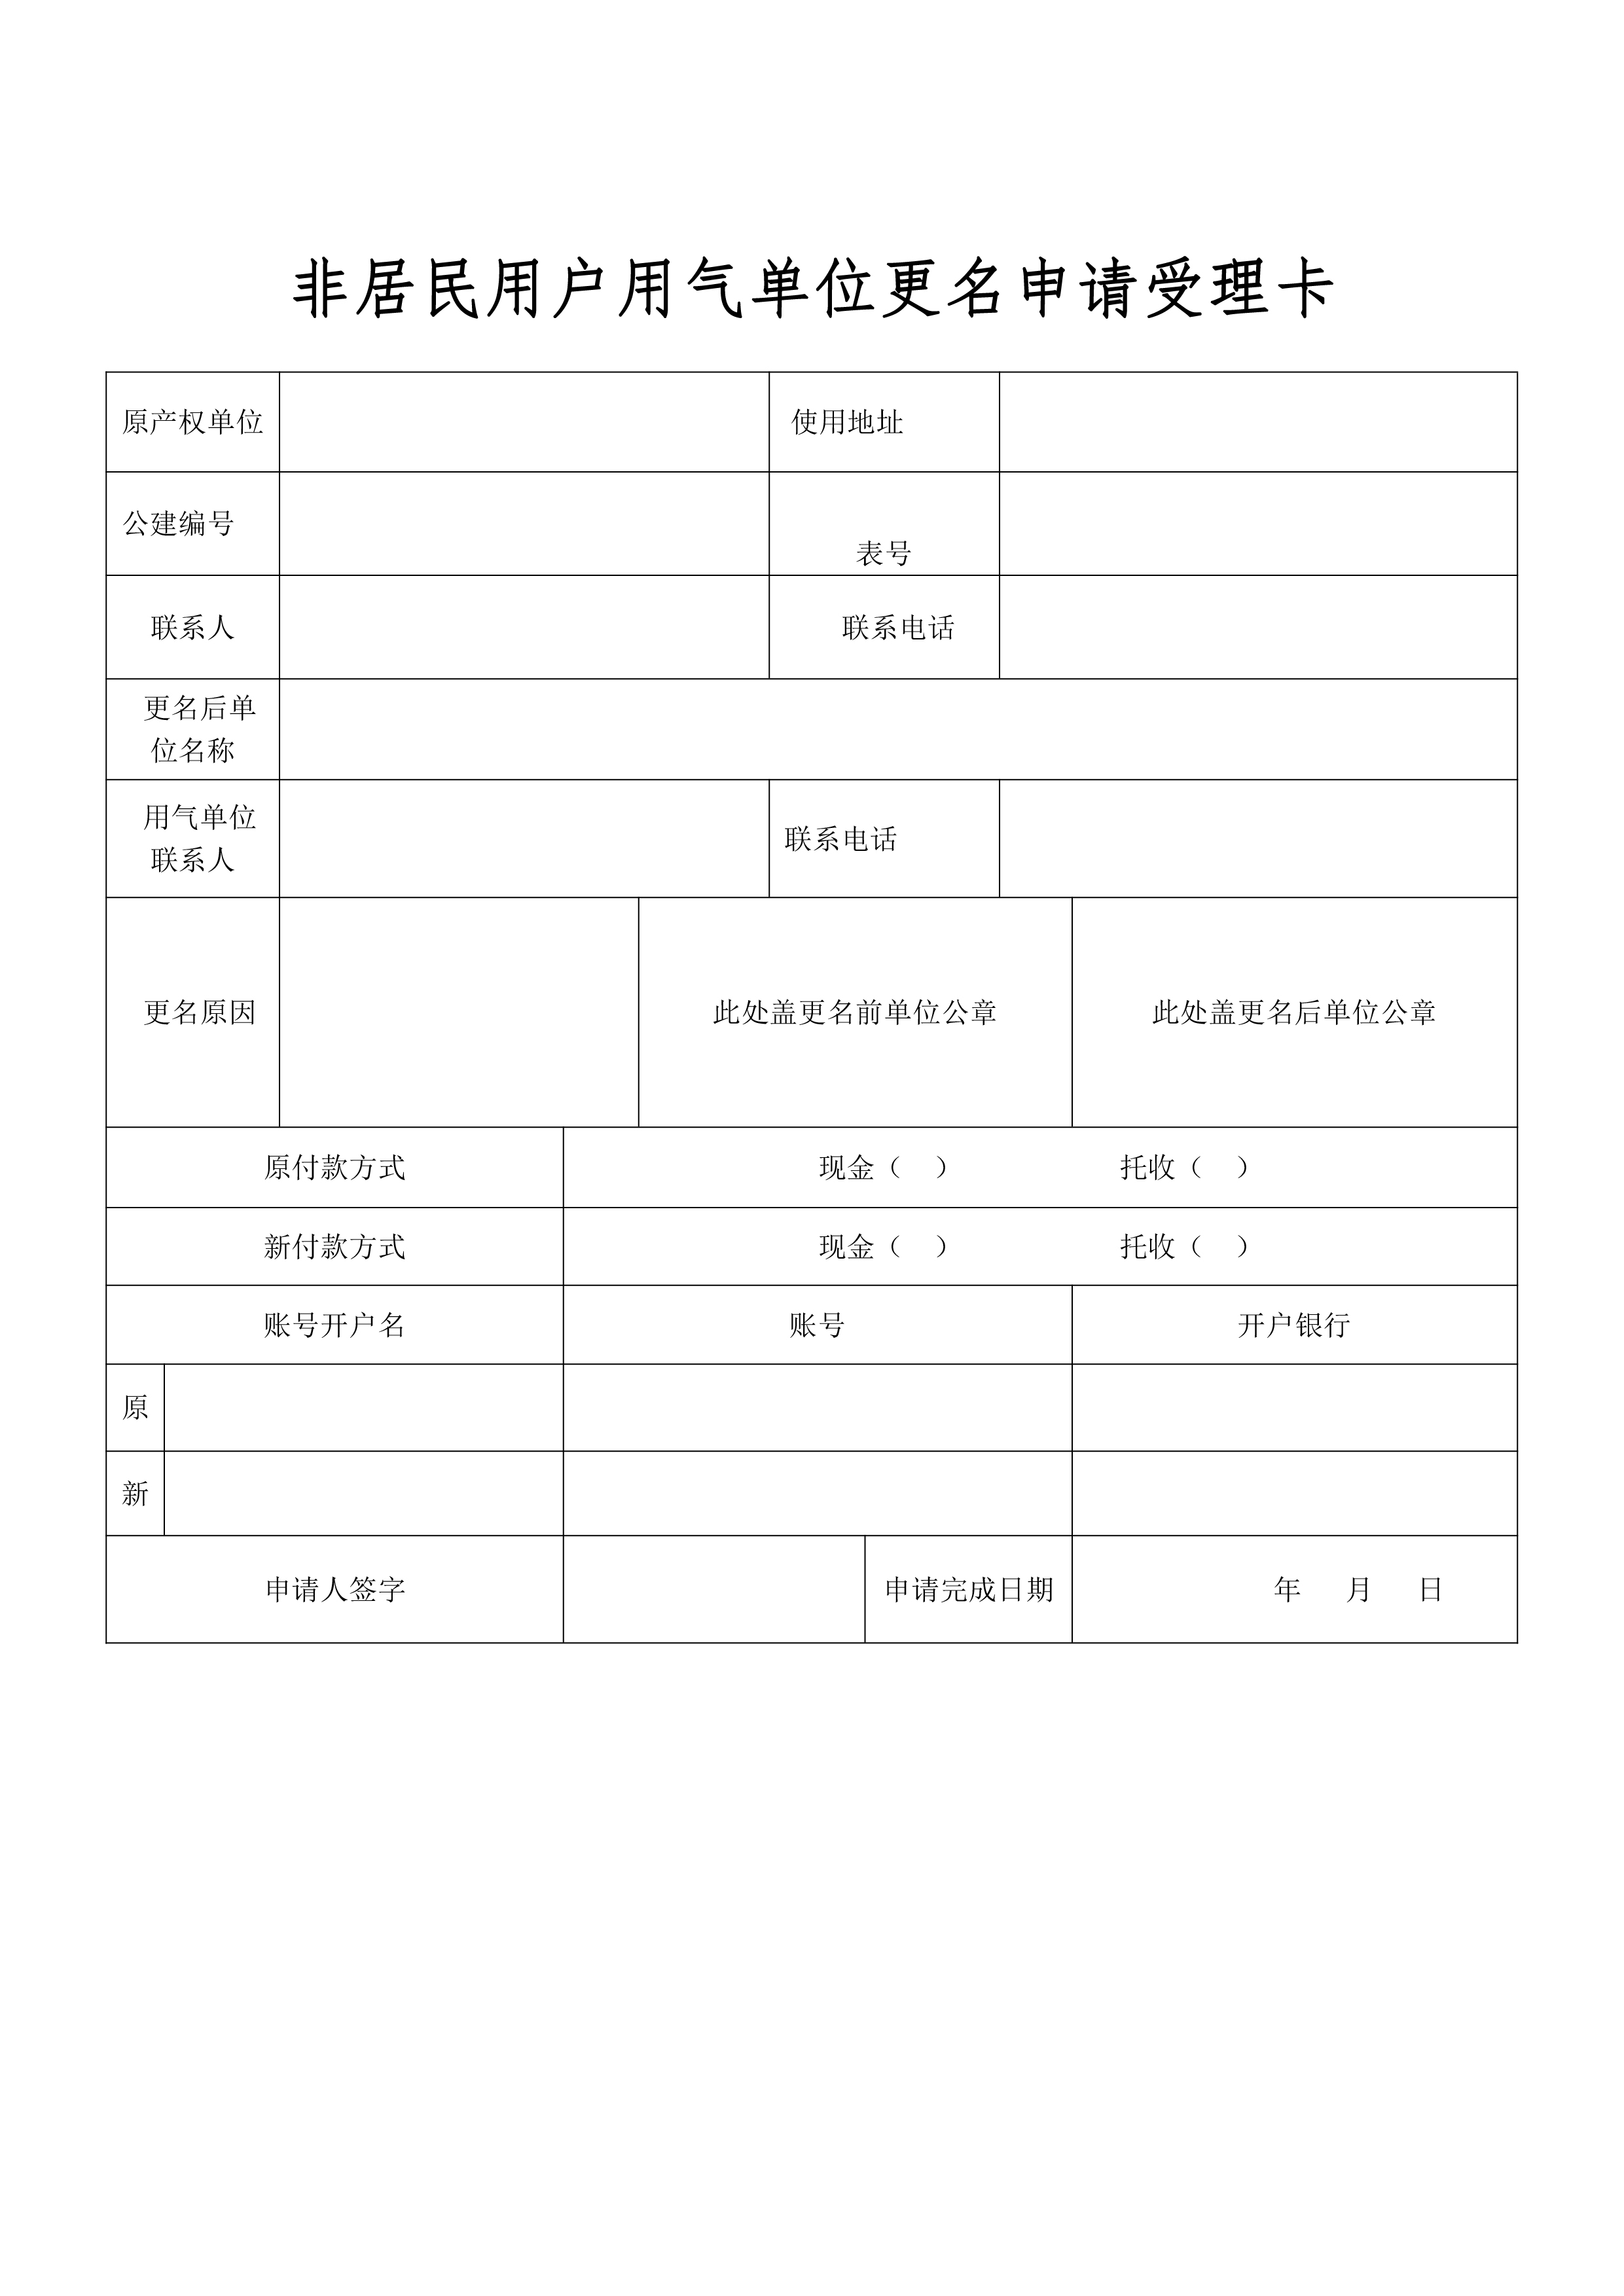 非居民用户用气单位更名申请受理卡
原产权单位 使用地址
公建编号 表号
联系人 联系电话
更名后单
位名称
用气单位
联系人
联系电话
更名原因 此处盖更名前单位公章 此处盖更名后单位公章
原付款方式 现金（ ） 托收（ ）
新付款方式 现金（ ） 托收（ ）
账号开户名 账号 开户银行
原
新
申请人签字 申请完成日期 年 月 日